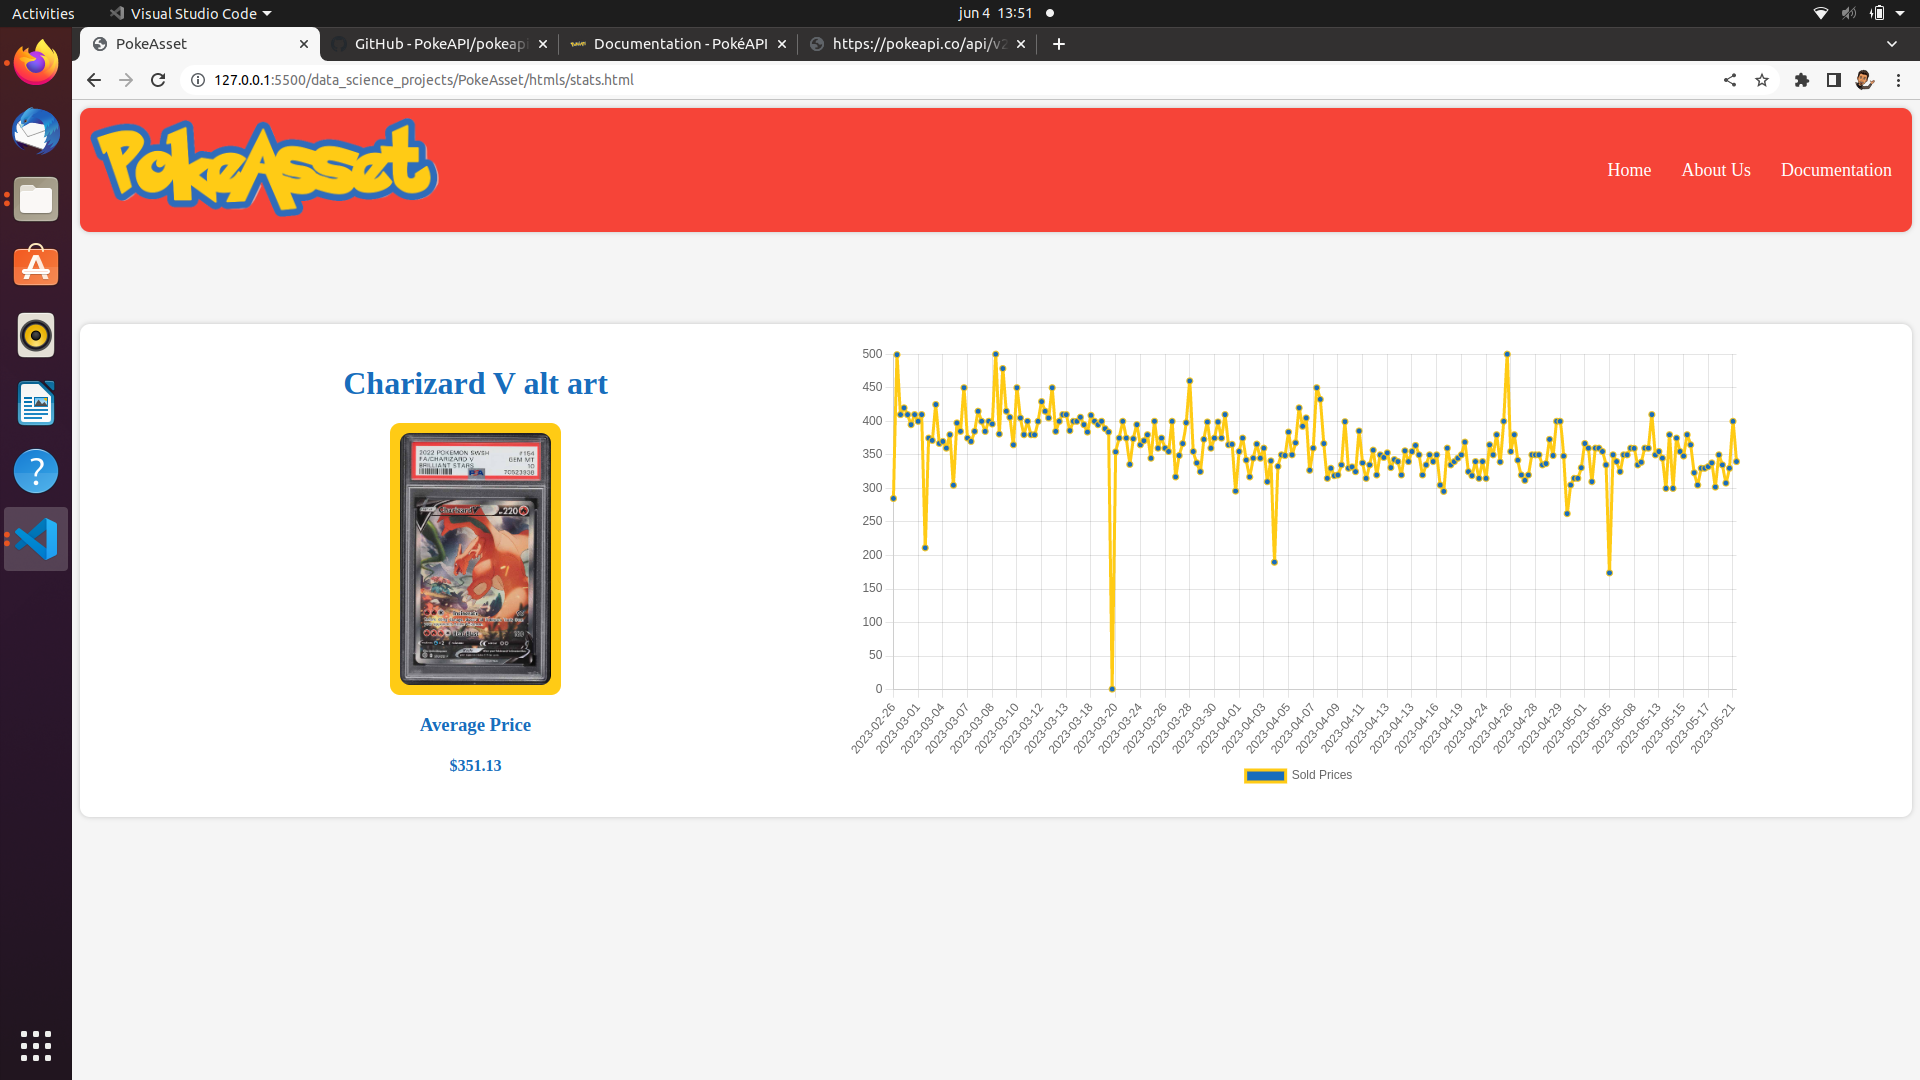 Activities
Visual Studio Code
jun 4 13:51
PokeAsset
GitHub - PokeAPI/pokeapi
Documentation - PokéAPI
https://pokeapi.co/api/v2
127.0.0.1:5500/data_science_projects/PokeAsset/htmls/stats.html
PokeAsset
Home
About Us
Documentation
Charizard V alt art
2022 POKEMON SWSH #154
FA/CHARIZARD V GEM MT
BRILLIANT STARS 10
PSA
Charizard V 220
Average Price
$351.13
500
450
400
350
300
250
200
150
100
50
0
2023-02-26
2023-03-01
2023-03-04
2023-03-07
2023-03-08
2023-03-10
2023-03-12
2023-03-13
2023-03-18
2023-03-20
2023-03-24
2023-03-26
2023-03-28
2023-03-30
2023-04-01
2023-04-03
2023-04-05
2023-04-07
2023-04-09
2023-04-11
2023-04-13
2023-04-13
2023-04-16
2023-04-19
2023-04-24
2023-04-26
2023-04-28
2023-04-29
2023-05-01
2023-05-05
2023-05-08
2023-05-13
2023-05-15
2023-05-17
2023-05-21
Sold Prices